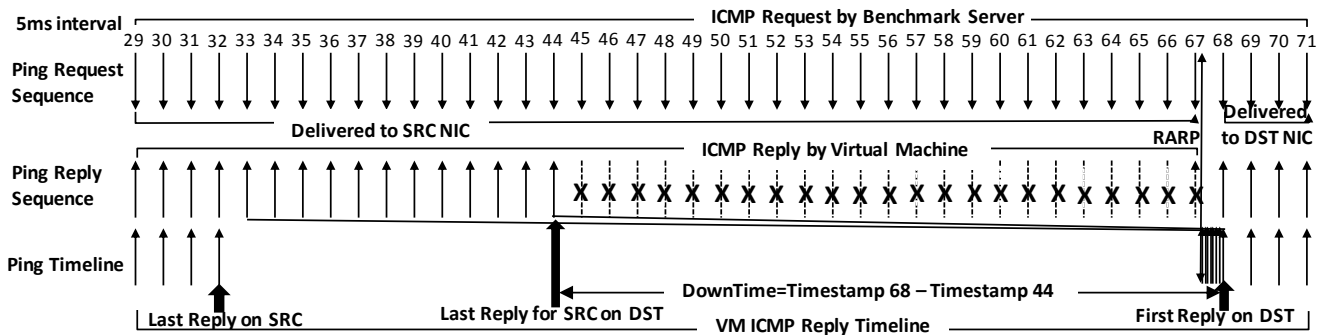 5ms interval
ICMP Request by Benchmark Server
29 30 31 32 33 34 35 36 37 38 39 40 41 42 43 44 45 46 47 48 49 50 51 52 53 54 55 56 57 58 59 60 61 62 63 64 65 66 67 68 69 70 71
Ping Request
Sequence
Delivered to SRC NIC
RARP
Delivered
to DST NIC
ICMP Reply by Virtual Machine
Ping Reply
Sequence
X X X X X X X X X X X X X X X X X X X X X X X
Ping Timeline
DownTime=Timestamp 68 – Timestamp 44
Last Reply on SRC
Last Reply for SRC on DST
First Reply on DST
VM ICMP Reply Timeline